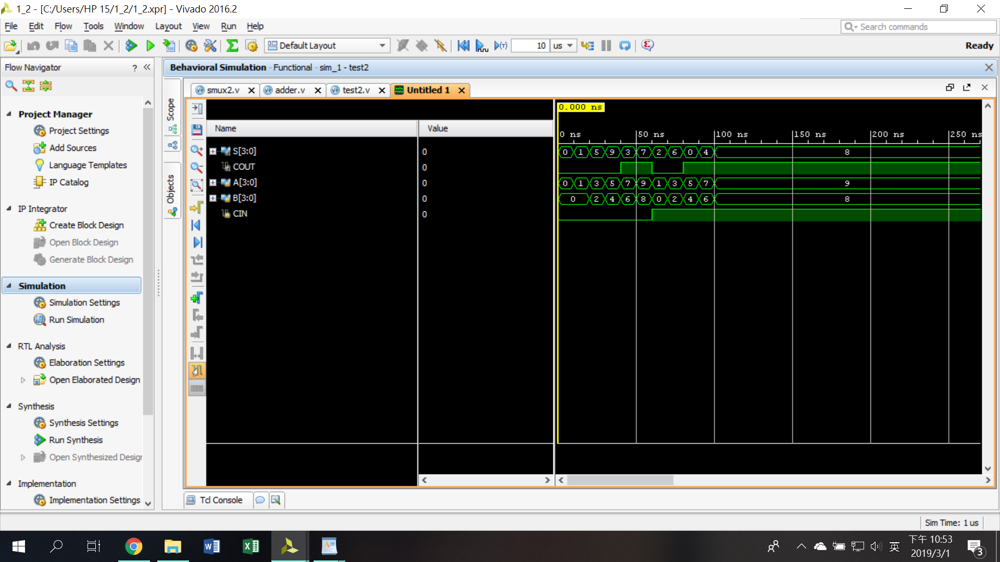 1_2 - [C:/Users/HP 15/1_2/1_2.xpr] - Vivado 2016.2
File Edit Flow Tools Window Layout View Run Help
Search commands
Default Layout
10 us
Ready
Flow Navigator ? «
Behavioral Simulation - Functional - sim_1 - test2
smux2.v
adder.v
test2.v
Untitled 1
Scope
Objects
Project Manager
Project Settings
Add Sources
Language Templates
IP Catalog
IP Integrator
Create Block Design
Open Block Design
Generate Block Design
Simulation
Simulation Settings
Run Simulation
RTL Analysis
Elaboration Settings
Open Elaborated Design
Synthesis
Synthesis Settings
Run Synthesis
Open Synthesized Desigr
Implementation
Implementation Settings
Name Value
0.000 ns
0 ns 50 ns 100 ns 150 ns 200 ns 250 ns
S[3:0] 0 0 1 5 9 3 7 2 6 0 4 8
COUT 0
A[3:0] 0 0 1 3 5 7 9 1 3 5 7 9
B[3:0] 0 0 2 4 6 8 0 2 4 6 8
CIN 0
Tcl Console
Sim Time: 1 us
英
下午 10:53
2019/3/1
3